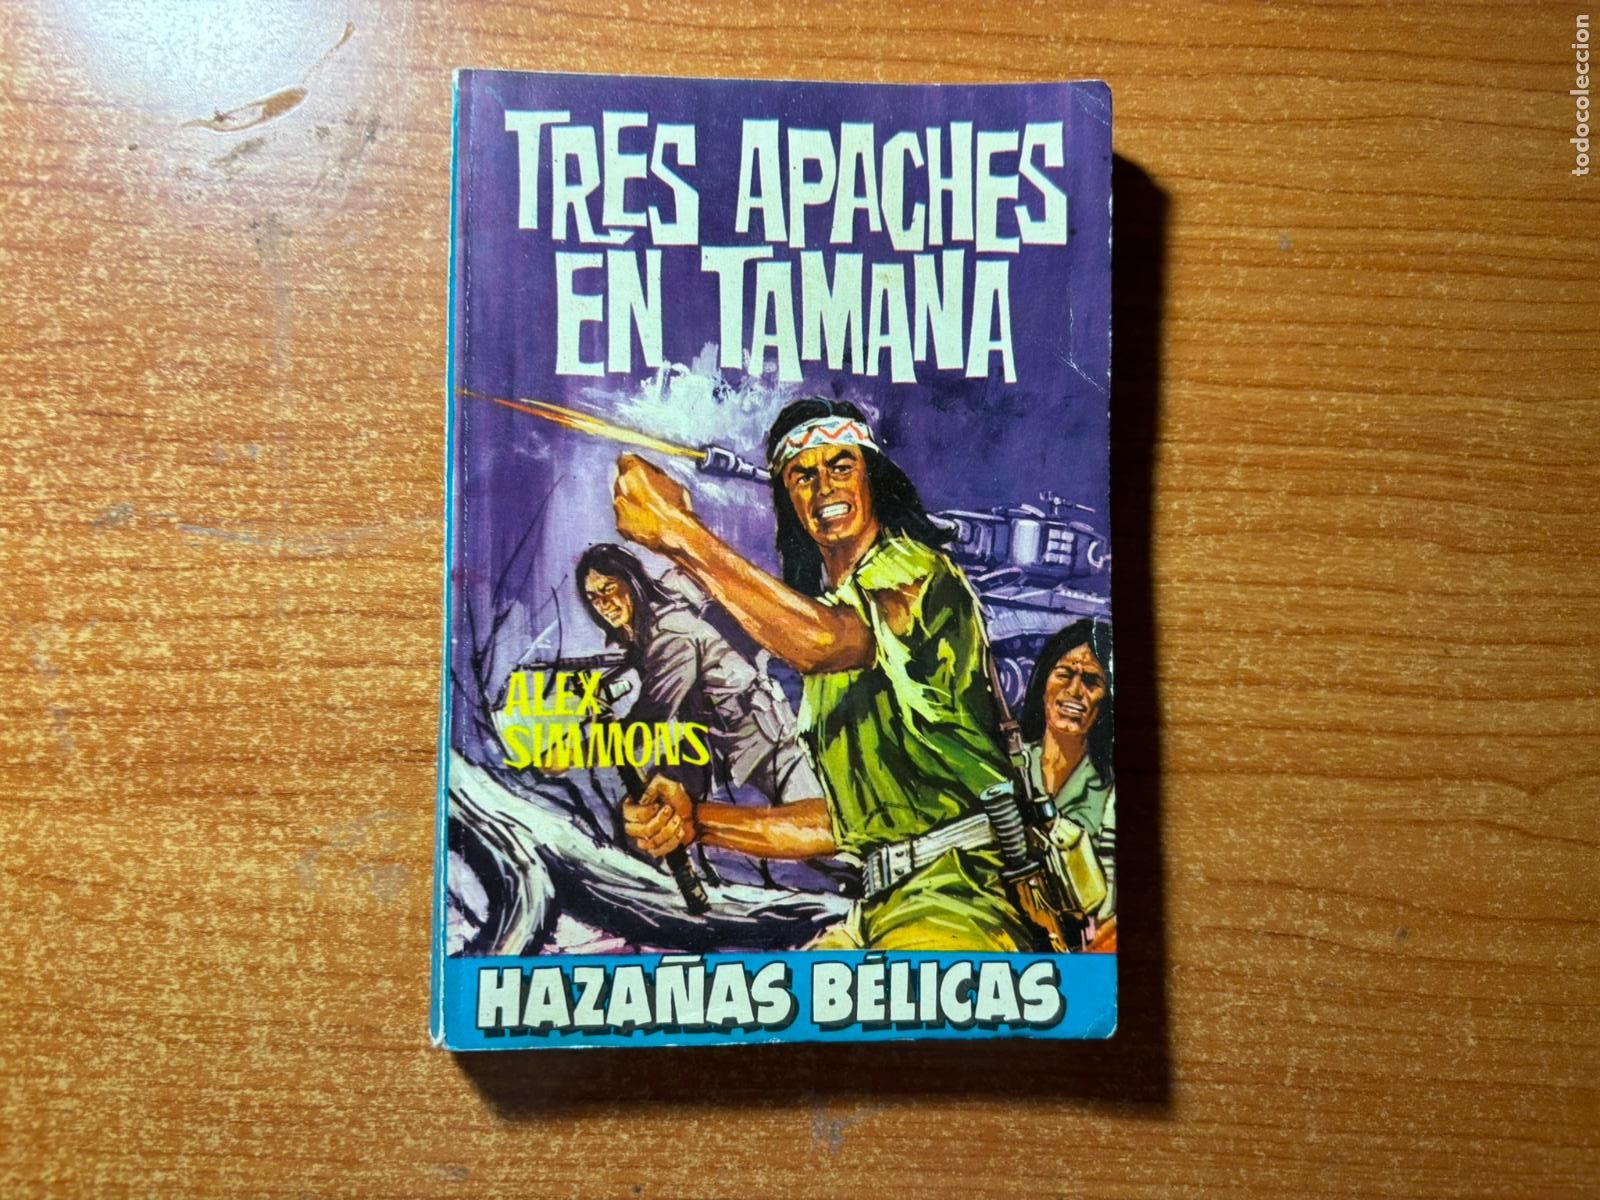 TRES APACHES
EN TAMANA
ALEX
SIMMONS
HAZAÑAS BÉLICAS
todocoleccion